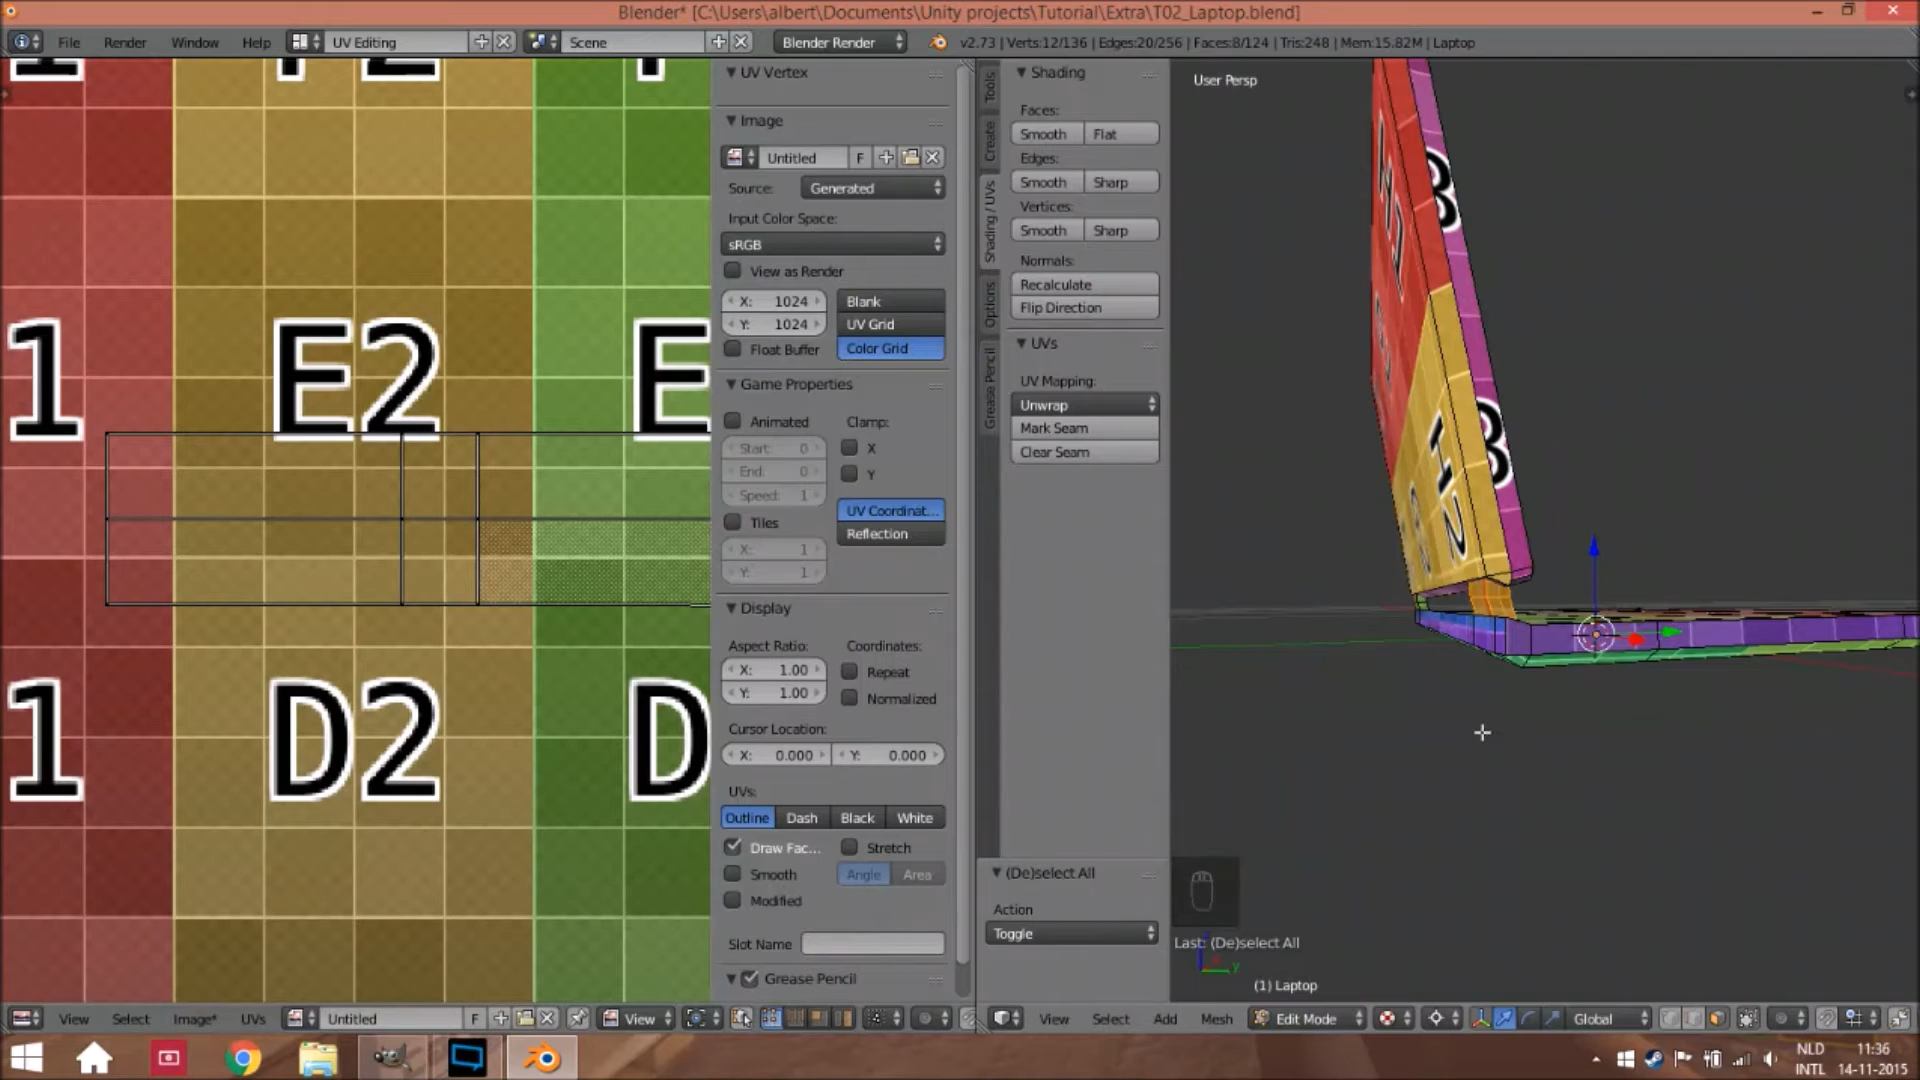 Blender* [C:\Users\albert\Documents\Unity projects\Tutorial\Extra\T02_Laptop.blend]
File Render Window Help UV Editing Scene Blender Render v2.73 | Verts:12/136 | Edges:20/256 | Faces:8/124 | Tris:248 | Mem:15.82M | Laptop
1 E2 E
1 D2 D
UV Vertex
Image
Untitled F
Source: Generated
Input Color Space:
sRGB
View as Render
X: 1024 Blank
Y: 1024 UV Grid
Float Buffer Color Grid
Game Properties
Animated Clamp:
Start: 0 X
End: 0 Y
Speed: 1
UV Coordinat...
Tiles Reflection
X: 1
Y: 1
Display
Aspect Ratio: Coordinates:
X: 1.00 Repeat
Y: 1.00 Normalized
Cursor Location:
X: 0.000 Y: 0.000
UVs:
Outline Dash Black White
Draw Fac... Stretch
Smooth Angle Area
Modified
Slot Name
Grease Pencil
Tools
Create
Shading / UVs
Options
Grease Pencil
Shading
Faces:
Smooth Flat
Edges:
Smooth Sharp
Vertices:
Smooth Sharp
Normals:
Recalculate
Flip Direction
UVs
UV Mapping:
Unwrap
Mark Seam
Clear Seam
(De)select All
Action
Toggle
User Persp
Last: (De)select All
(1) Laptop
View Select Image* UVs Untitled F View
View Select Add Mesh Edit Mode Global
NLD 11:36
INTL 14-11-2015